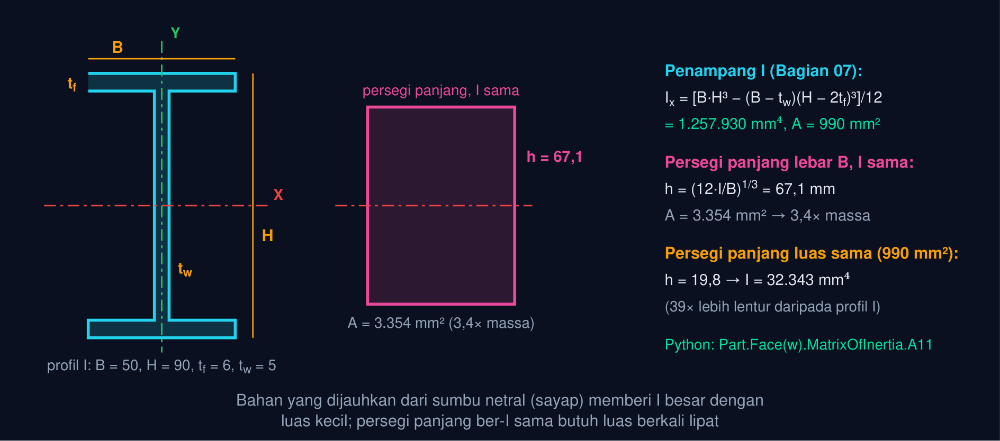 Y
B
t_f
X
H
t_w
profil I: B = 50, H = 90, t_f = 6, t_w = 5
persegi panjang, I sama
h = 67,1
A = 3.354 mm² (3,4× massa)
Penampang I (Bagian 07):
I_x = [B·H³ − (B − t_w)(H − 2t_f)³]/12
= 1.257.930 mm⁴, A = 990 mm²
Persegi panjang lebar B, I sama:
h = (12·I/B)^1/3 = 67,1 mm
A = 3.354 mm² → 3,4× massa
Persegi panjang luas sama (990 mm²):
h = 19,8 → I = 32.343 mm⁴
(39× lebih lentur daripada profil I)
Python: Part.Face(w).MatrixOfInertia.A11
Bahan yang dijauhkan dari sumbu netral (sayap) memberi I besar dengan
luas kecil; persegi panjang ber-I sama butuh luas berkali lipat